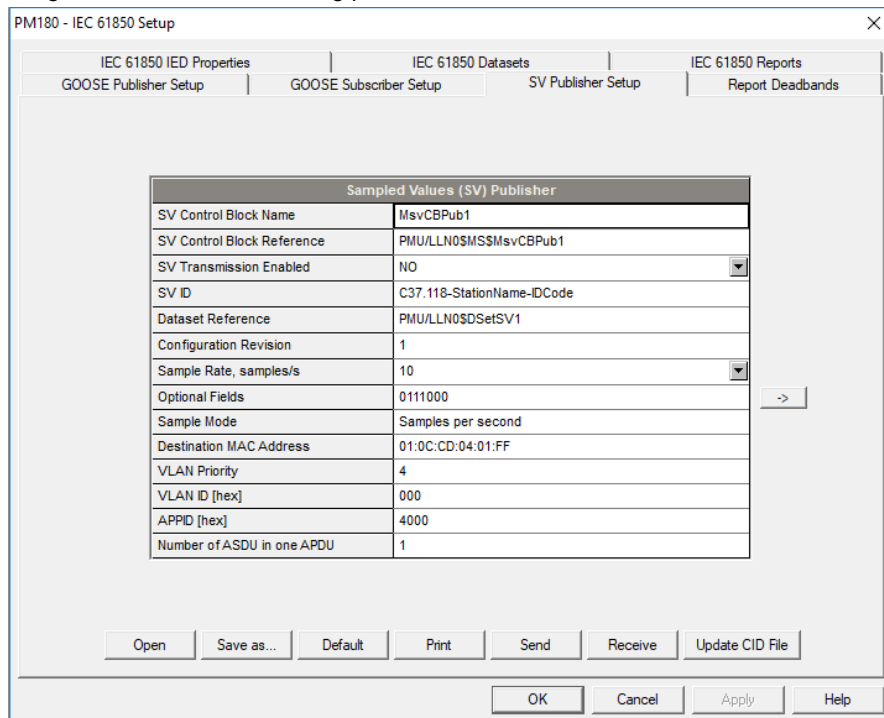 PM180 - IEC 61850 Setup
IEC 61850 IED Properties IEC 61850 Datasets IEC 61850 Reports
GOOSE Publisher Setup GOOSE Subscriber Setup SV Publisher Setup Report Deadbands
Sampled Values (SV) Publisher
SV Control Block Name MsvCBPub1
SV Control Block Reference PMU/LLN0$MS$MsvCBPub1
SV Transmission Enabled NO
SV ID C37.118-StationName-IDCode
Dataset Reference PMU/LLN0$DSetSV1
Configuration Revision 1
Sample Rate, samples/s 10
Optional Fields 0111000
->
Sample Mode Samples per second
Destination MAC Address 01:0C:CD:04:01:FF
VLAN Priority 4
VLAN ID [hex] 000
APPID [hex] 4000
Number of ASDU in one APDU 1
Open Save as... Default Print Send Receive Update CID File
OK Cancel Apply Help